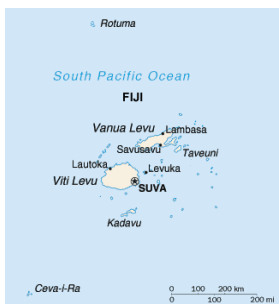 Rotuma
South Pacific Ocean
FIJI
Vanua Levu
Lambasa
Savusavu
Taveuni
Lautoka
Levuka
Viti Levu
SUVA
Kadavu
Ceva-i-Ra
0 100 200 km
0 100 200 mi